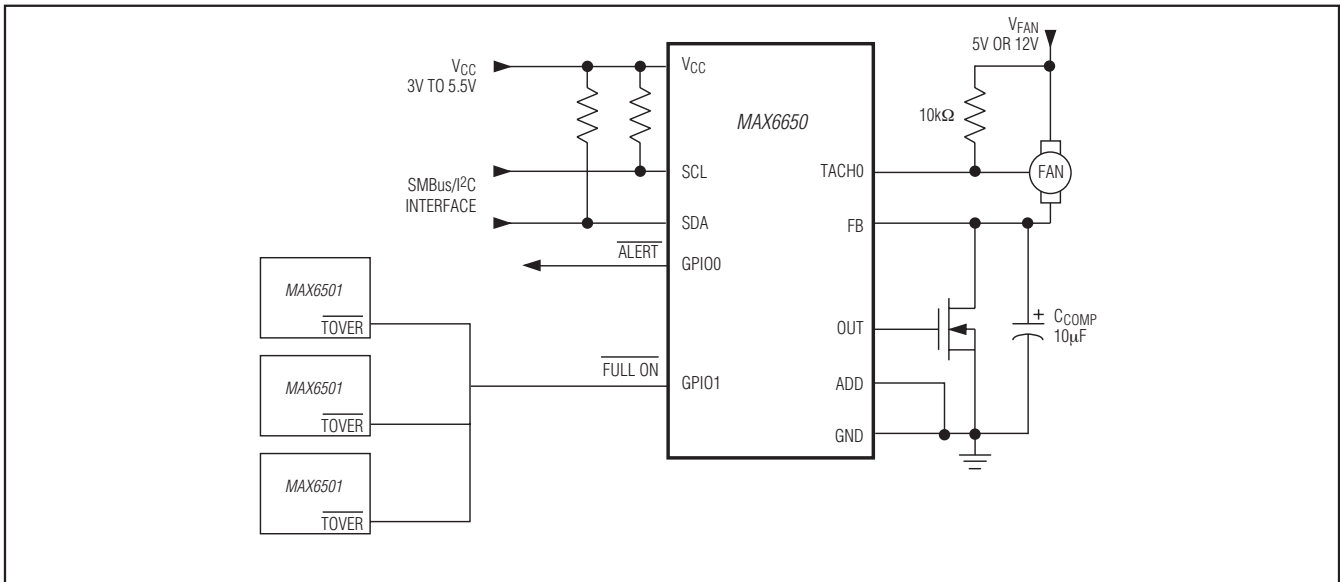 VFAN
5V OR 12V
VCC
3V TO 5.5V
VCC
10kΩ
MAX6650
SCL
TACH0
FAN
SMBus/I2C
INTERFACE
SDA
FB
ALERT
GPIO0
MAX6501
TOVER
OUT
+ CCOMP
10µF
FULL ON
GPIO1
ADD
MAX6501
TOVER
GND
MAX6501
TOVER